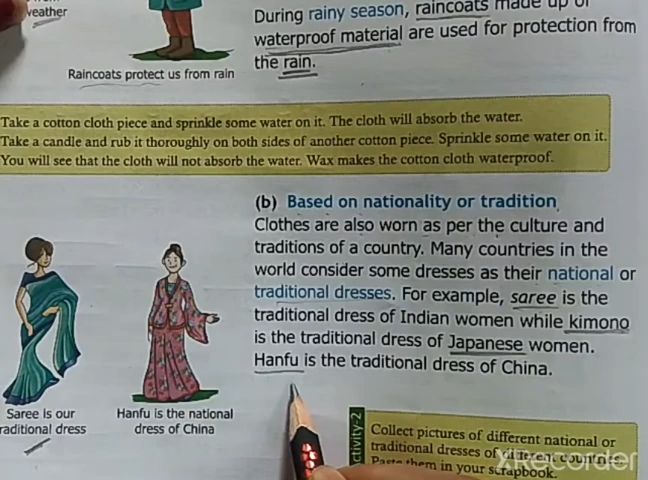 weather
Raincoats protect us from rain
During rainy season, raincoats made up of
waterproof material are used for protection from
the rain.
Take a cotton cloth piece and sprinkle some water on it. The cloth will absorb the water.
Take a candle and rub it thoroughly on both sides of another cotton piece. Sprinkle some water on it.
You will see that the cloth will not absorb the water. Wax makes the cotton cloth waterproof.
(b) Based on nationality or tradition
Clothes are also worn as per the culture and
traditions of a country. Many countries in the
world consider some dresses as their national or
traditional dresses. For example, saree is the
traditional dress of Indian women while kimono
is the traditional dress of Japanese women.
Hanfu is the traditional dress of China.
Saree is our
raditional dress
Hanfu is the national
dress of China
ctivity-2
Collect pictures of different national or
traditional dresses of different countries.
Paste them in your scrapbook.
XRecorder